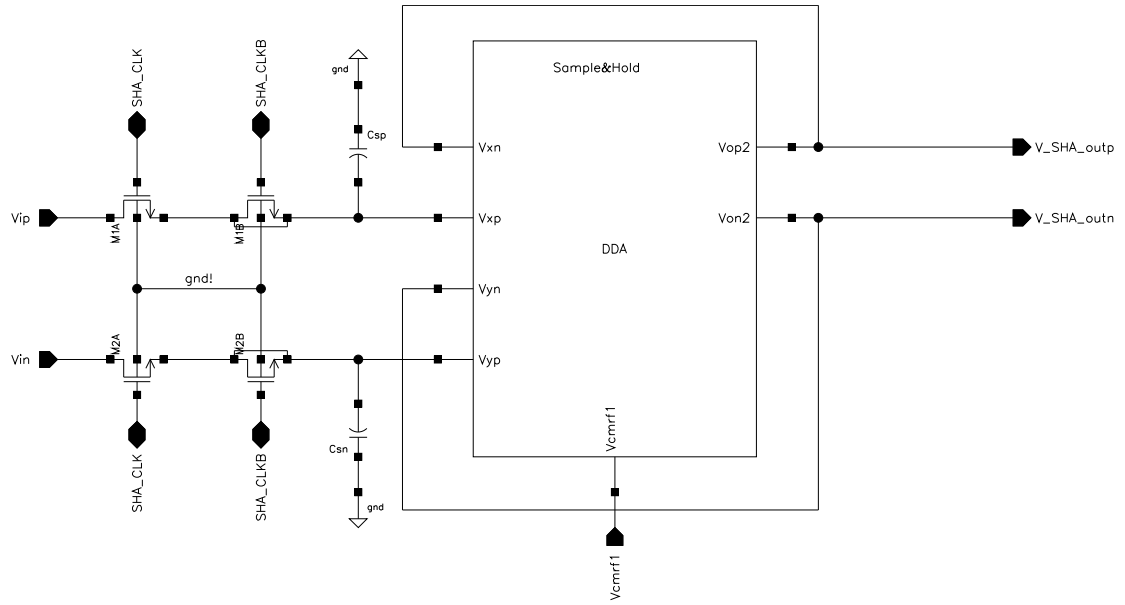 SHA_CLK
SHA_CLKB
gnd
Sample&Hold
Csp
Vxn
Vop2
V_SHA_outp
Vip
M1A
M1B
Vxp
Von2
V_SHA_outn
DDA
gnd!
Vyn
Vin
M2A
M2B
Vyp
Vcmrf1
Csn
SHA_CLK
SHA_CLKB
gnd
Vcmrf1